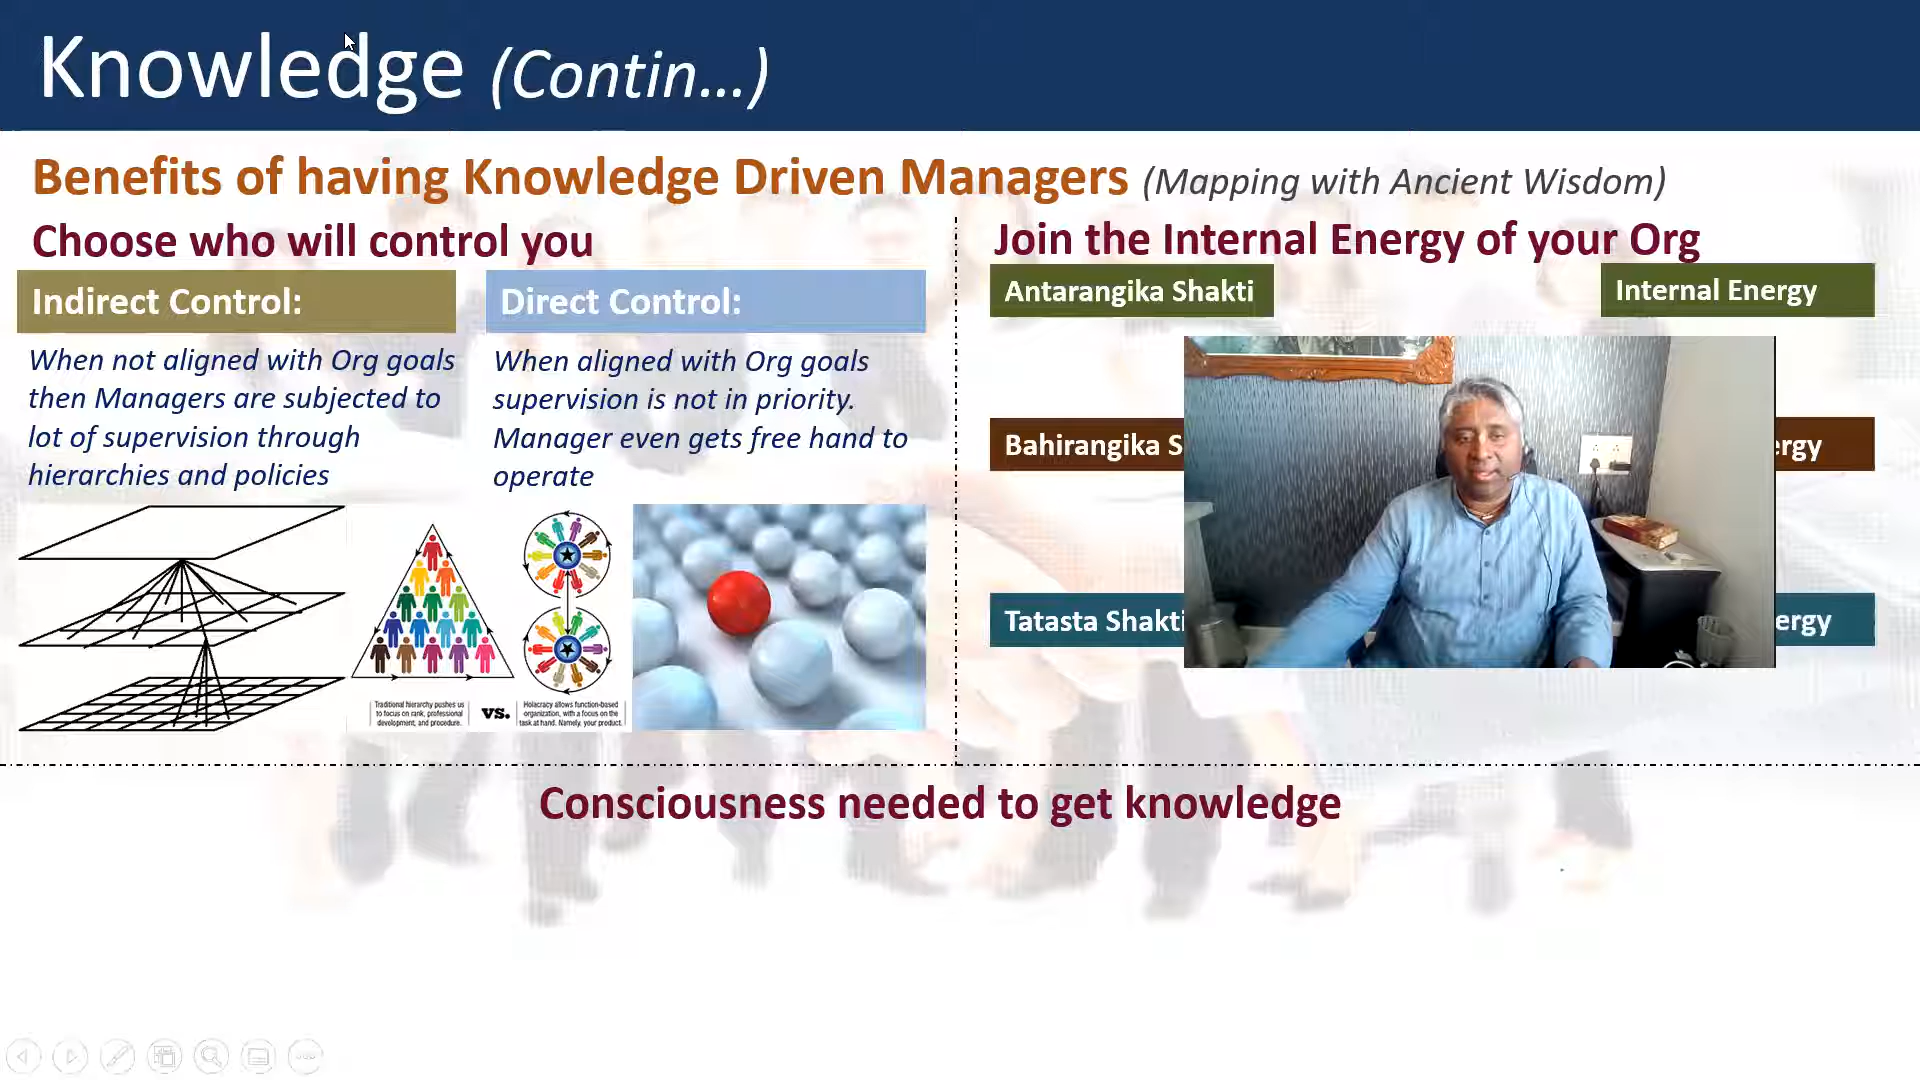 Knowledge (Contin...)
Benefits of having Knowledge Driven Managers (Mapping with Ancient Wisdom)
Choose who will control you
Indirect Control:
When not aligned with Org goals
then Managers are subjected to
lot of supervision through
hierarchies and policies
Direct Control:
When aligned with Org goals
supervision is not in priority.
Manager even gets free hand to
operate
Traditional hierarchy pushes us
to focus on rank, professional
development, and procedure.
vs.
Holacracy allows function-based
organization, with a focus on the
task at hand. Namely, your product.
Join the Internal Energy of your Org
Antarangika Shakti
Internal Energy
Bahirangika S
ergy
Tatasta Shakti
ergy
Consciousness needed to get knowledge